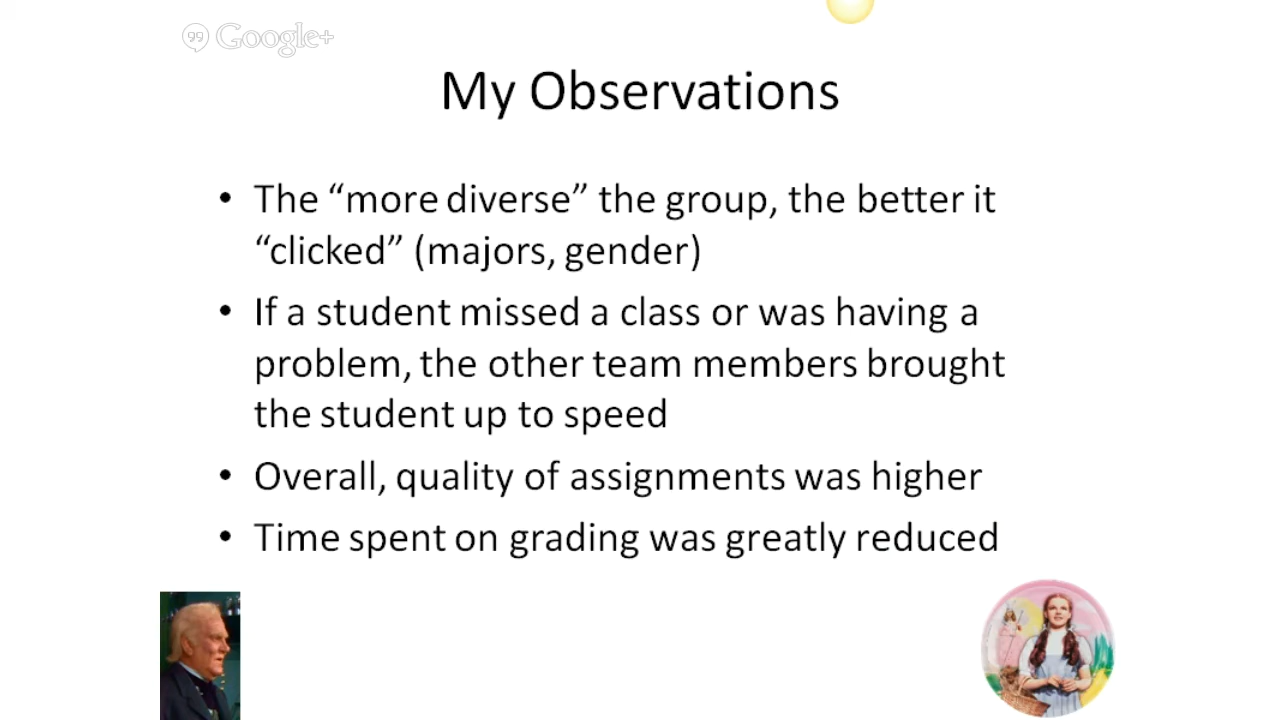 Google+
My Observations
• The “more diverse” the group, the better it
“clicked” (majors, gender)
• If a student missed a class or was having a
problem, the other team members brought
the student up to speed
• Overall, quality of assignments was higher
• Time spent on grading was greatly reduced